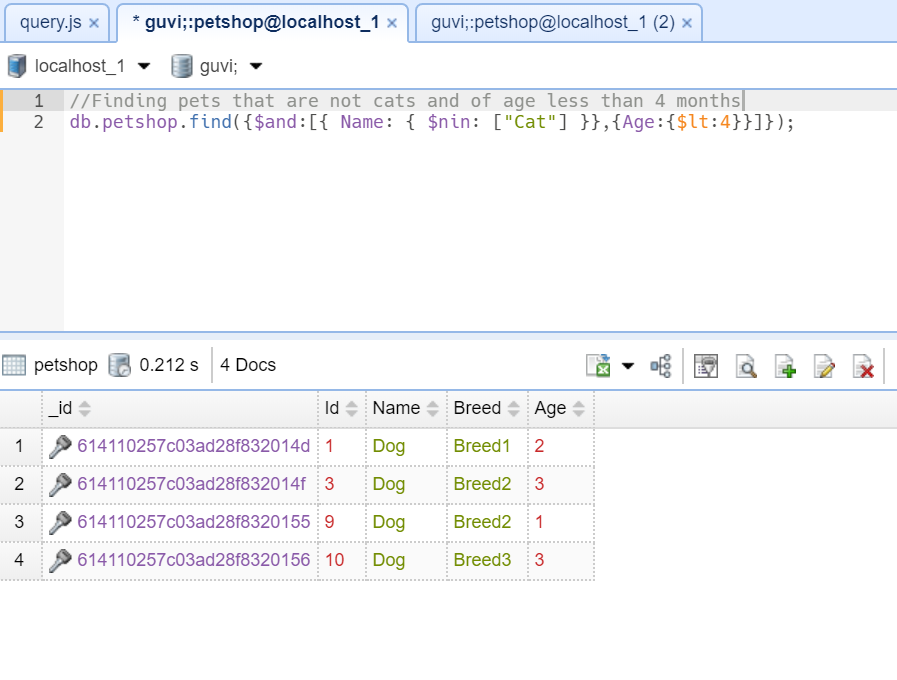 query.js ×
* guvi;:petshop@localhost_1 ×
guvi;:petshop@localhost_1 (2) ×
localhost_1
guvi;
1 //Finding pets that are not cats and of age less than 4 months
2 db.petshop.find({$and:[{ Name: { $nin: ["Cat"] }},{Age:{$lt:4}}]});
petshop 0.212 s 4 Docs
_id Id Name Breed Age
1 614110257c03ad28f832014d 1 Dog Breed1 2
2 614110257c03ad28f832014f 3 Dog Breed2 3
3 614110257c03ad28f8320155 9 Dog Breed2 1
4 614110257c03ad28f8320156 10 Dog Breed3 3